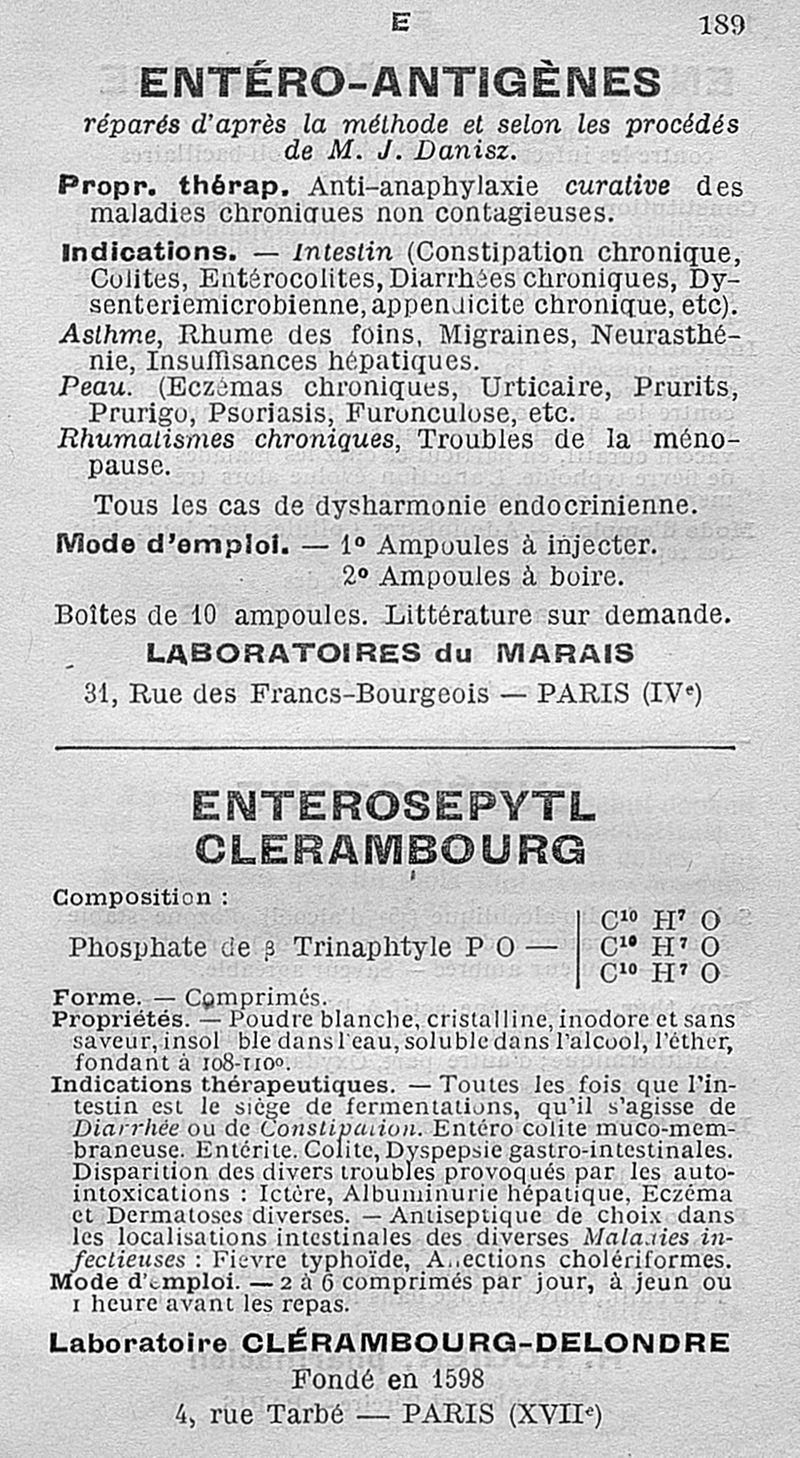 E 189
ENTÉRO-ANTIGÈNES
réparés d'après la méthode et selon les procédés
de M. J. Danisz.
Propr. thérap. Anti-anaphylaxie curative des
maladies chroniques non contagieuses.
Indications. — Intestin (Constipation chronique,
Colites, Entérocolites, Diarrhées chroniques, Dy-
senteriemicrobienne, appendicite chronique, etc).
Asthme, Rhume des foins, Migraines, Neurasthé-
nie, Insuffisances hépatiques.
Peau. (Eczémas chroniques, Urticaire, Prurits,
Prurigo, Psoriasis, Furonculose, etc.
Rhumatismes chroniques, Troubles de la méno-
pause.
Tous les cas de dysharmonie endocrinienne.
Mode d'emploi. — 1º Ampoules à injecter.
2º Ampoules à boire.
Boîtes de 10 ampoules. Littérature sur demande.
LABORATOIRES du MARAIS
31, Rue des Francs-Bourgeois — PARIS (IVᵉ)
ENTEROSEPYTL
CLERAMBOURG
Composition :
C¹⁰ H⁷ O
Phosphate de β Trinaphtyle P O — C¹⁰ H⁷ O
C¹⁰ H⁷ O
Forme. — Comprimés.
Propriétés. — Poudre blanche, cristalline, inodore et sans
saveur, insol ble dans l'eau, soluble dans l'alcool, l'éther,
fondant à 108-110º.
Indications thérapeutiques. — Toutes les fois que l'in-
testin est le siège de fermentations, qu'il s'agisse de
Diarrhée ou de Constipation. Entéro colite muco-mem-
braneuse. Entérite. Colite, Dyspepsie gastro-intestinales.
Disparition des divers troubles provoqués par les auto-
intoxications : Ictère, Albuminurie hépatique, Eczéma
et Dermatoses diverses. — Antiseptique de choix dans
les localisations intestinales des diverses Maladies in-
fectieuses : Fievre typhoïde, Affections cholériformes.
Mode d'emploi. — 2 à 6 comprimés par jour, à jeun ou
1 heure avant les repas.
Laboratoire CLÉRAMBOURG-DELONDRE
Fondé en 1598
4, rue Tarbé — PARIS (XVIIᵉ)